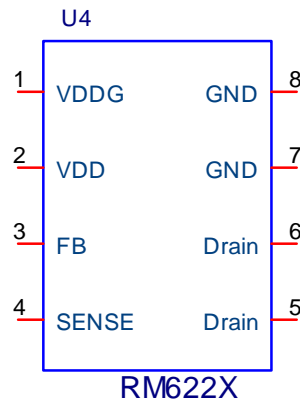 U4
1 VDDG GND 8
2 VDD GND 7
3 FB Drain 6
4 SENSE Drain 5
RM622X